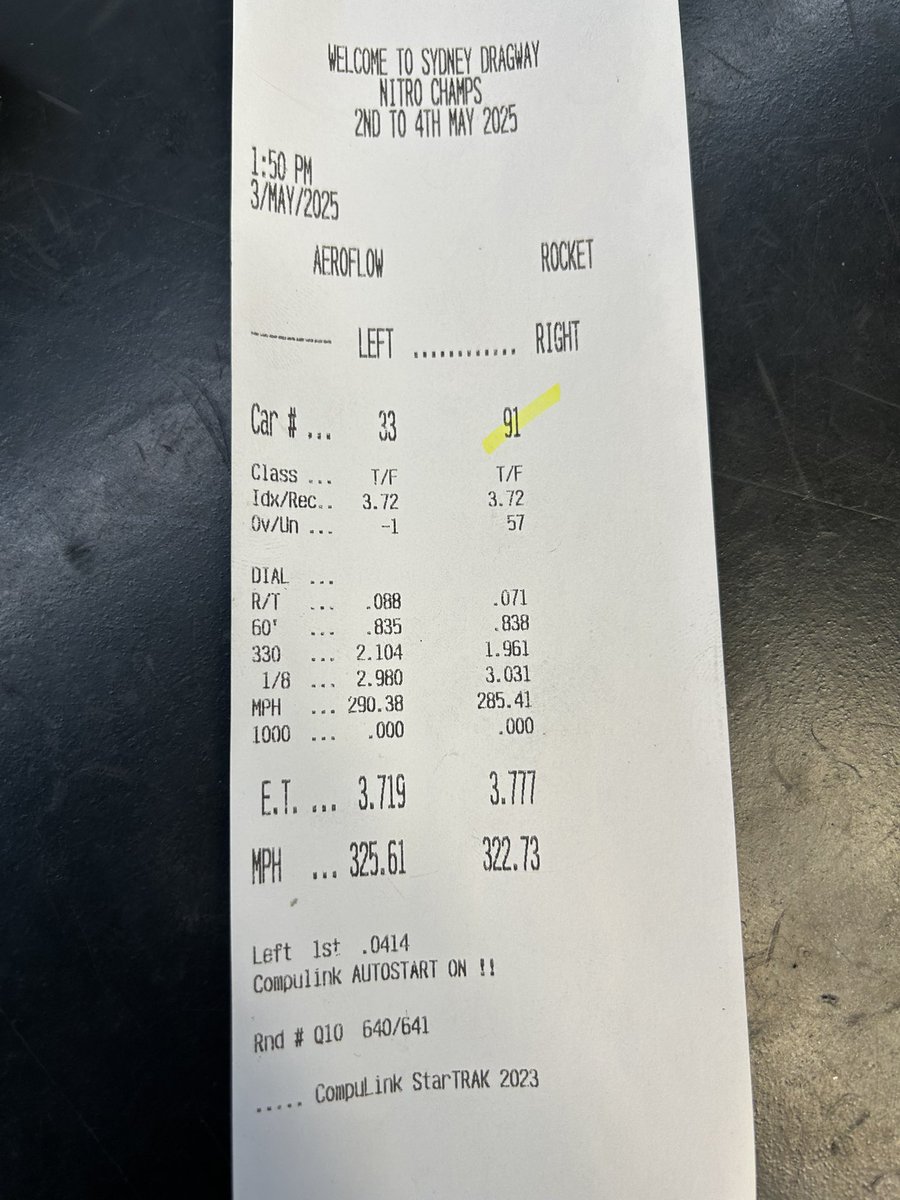 WELCOME TO SYDNEY DRAGWAY
NITRO CHAMPS
2ND TO 4TH MAY 2025
1:50 PM
3/MAY/2025
AEROFLOW ROCKET
--------- LEFT ............ RIGHT
Car # ... 33 91
Class ... T/F T/F
Idx/Rec.. 3.72 3.72
Ov/Un ... -1 57
DIAL ...
R/T ... .088 .071
60' ... .835 .838
330 ... 2.104 1.961
1/8 ... 2.980 3.031
MPH ... 290.38 285.41
1000 ... .000 .000
E.T. ... 3.719 3.777
MPH ... 325.61 322.73
Left 1st .0414
Compulink AUTOSTART ON !!
Rnd # Q10 640/641
..... CompuLink StarTRAK 2023